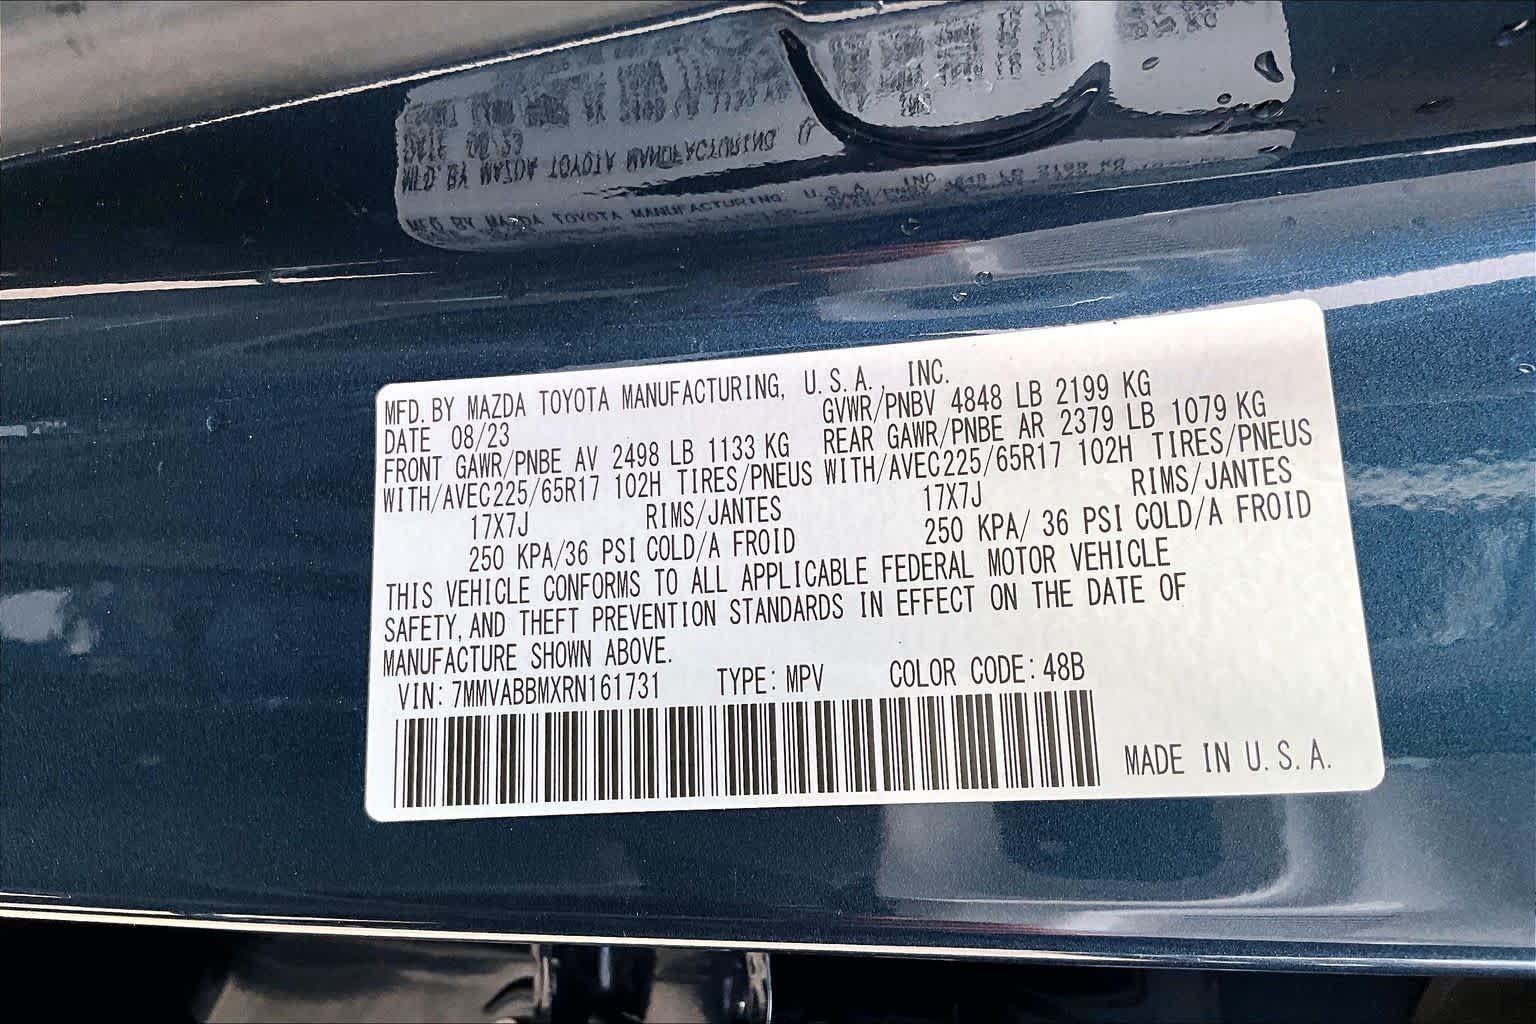 MFD. BY MAZDA TOYOTA MANUFACTURING, U.S.A., INC.
DATE 08/23 GVWR/PNBV 4848 LB 2199 KG
FRONT GAWR/PNBE AV 2498 LB 1133 KG REAR GAWR/PNBE AR 2379 LB 1079 KG
WITH/AVEC225/65R17 102H TIRES/PNEUS WITH/AVEC225/65R17 102H TIRES/PNEUS
17X7J RIMS/JANTES 17X7J RIMS/JANTES
250 KPA/36 PSI COLD/A FROID 250 KPA/ 36 PSI COLD/A FROID
THIS VEHICLE CONFORMS TO ALL APPLICABLE FEDERAL MOTOR VEHICLE
SAFETY, AND THEFT PREVENTION STANDARDS IN EFFECT ON THE DATE OF
MANUFACTURE SHOWN ABOVE.
VIN: 7MMVABBMXRN161731 TYPE: MPV COLOR CODE: 48B
MADE IN U.S.A.